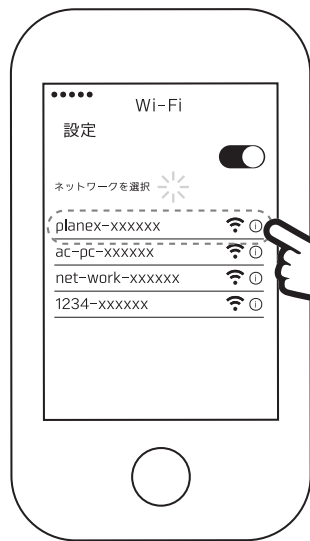 Wi-Fi
設定
ネットワークを選択
planex-xxxxxx
ac-pc-xxxxxx
net-work-xxxxxx
1234-xxxxxx